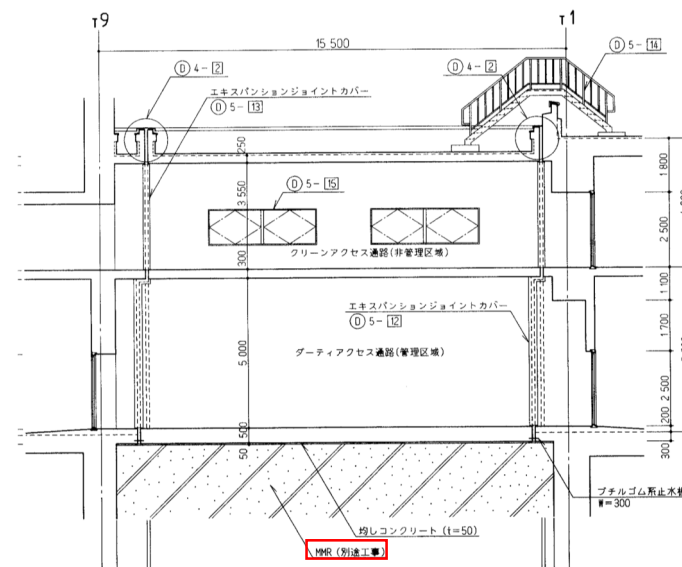 T9
T1
15 500
Ⓓ 4-2
Ⓓ 4-2
Ⓓ 5-14
エキスパンションジョイントカバー
Ⓓ 5-13
250
1 800
3 550
Ⓓ 5-15
2 500
クリーンアクセス通路(非管理区域)
300
1 100
エキスパンションジョイントカバー
Ⓓ 5-12
1 700
5 000
ダーティアクセス通路(管理区域)
2 500
200
500
50
300
ブチルゴム系止水板
W=300
均しコンクリート (t=50)
MMR (別途工事)